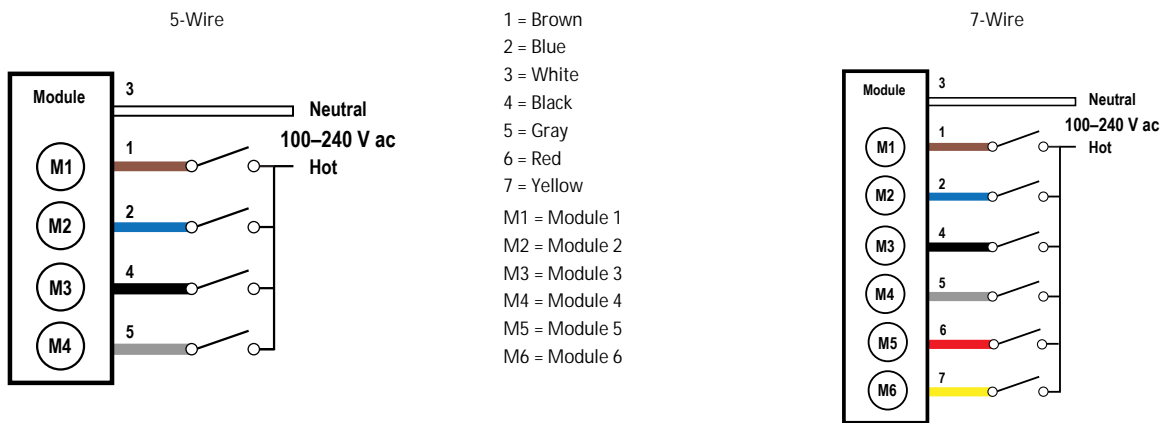 5-Wire
Module
3
Neutral
100–240 V ac
1
Hot
M1
2
M2
4
M3
5
M4
1 = Brown
2 = Blue
3 = White
4 = Black
5 = Gray
6 = Red
7 = Yellow
M1 = Module 1
M2 = Module 2
M3 = Module 3
M4 = Module 4
M5 = Module 5
M6 = Module 6
7-Wire
Module
3
Neutral
100–240 V ac
1
Hot
M1
2
M2
4
M3
5
M4
6
M5
7
M6